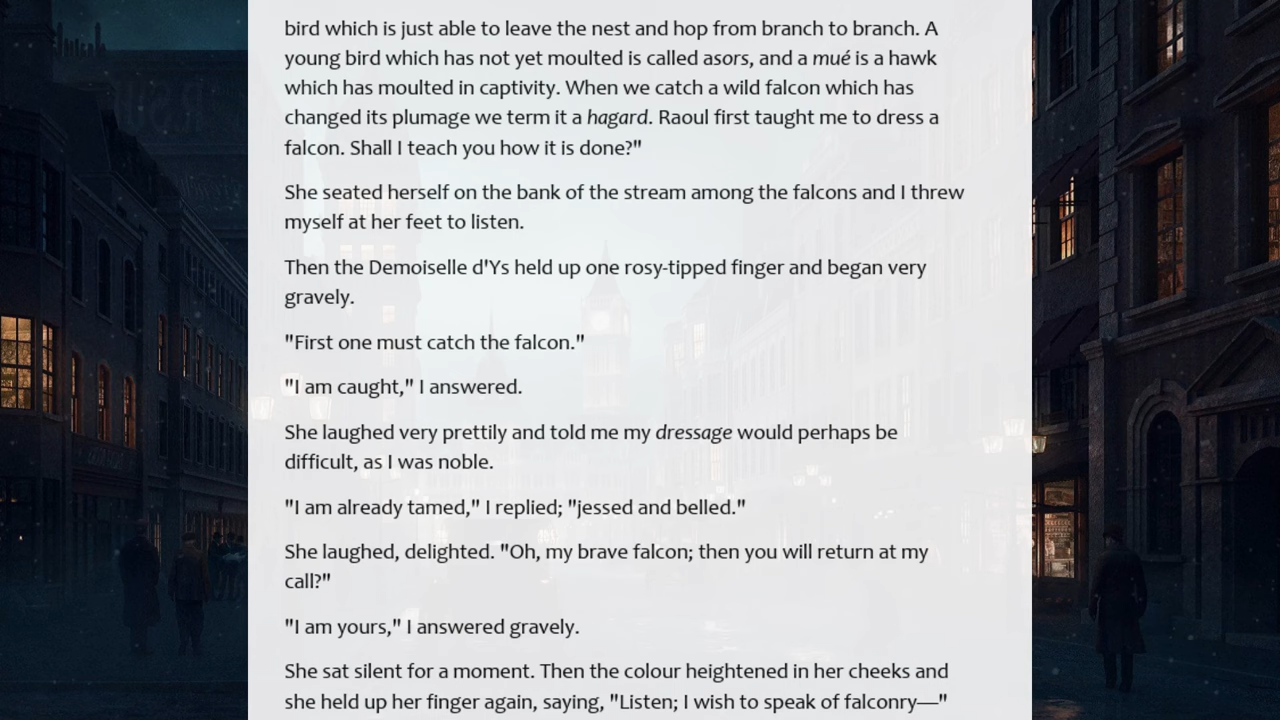 bird which is just able to leave the nest and hop from branch to branch. A
young bird which has not yet moulted is called asors, and a mué is a hawk
which has moulted in captivity. When we catch a wild falcon which has
changed its plumage we term it a hagard. Raoul first taught me to dress a
falcon. Shall I teach you how it is done?"
She seated herself on the bank of the stream among the falcons and I threw
myself at her feet to listen.
Then the Demoiselle d'Ys held up one rosy-tipped finger and began very
gravely.
"First one must catch the falcon."
"I am caught," I answered.
She laughed very prettily and told me my dressage would perhaps be
difficult, as I was noble.
"I am already tamed," I replied; "jessed and belled."
She laughed, delighted. "Oh, my brave falcon; then you will return at my
call?"
"I am yours," I answered gravely.
She sat silent for a moment. Then the colour heightened in her cheeks and
she held up her finger again, saying, "Listen; I wish to speak of falconry—"